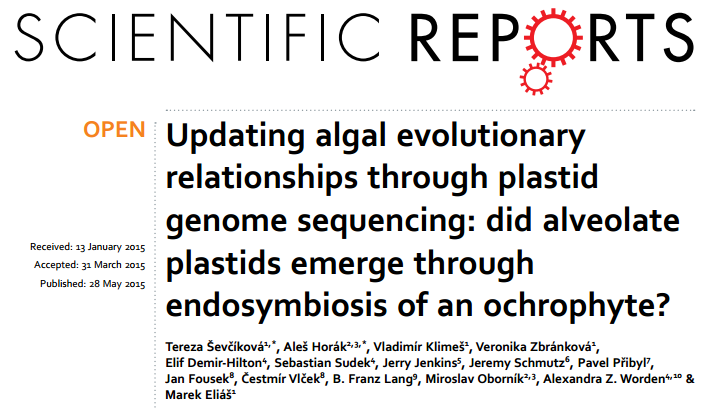 SCIENTIFIC REPORTS
OPEN
Updating algal evolutionary
relationships through plastid
genome sequencing: did alveolate
plastids emerge through
endosymbiosis of an ochrophyte?
Received: 13 January 2015
Accepted: 31 March 2015
Published: 28 May 2015
Tereza Ševčíková¹,*, Aleš Horák²,³,*, Vladimír Klimeš¹, Veronika Zbránková¹,
Elif Demir-Hilton⁴, Sebastian Sudek⁴, Jerry Jenkins⁵, Jeremy Schmutz⁶, Pavel Přibyl⁷,
Jan Fousek⁸, Čestmír Vlček⁸, B. Franz Lang⁹, Miroslav Oborník²,³, Alexandra Z. Worden⁴,¹⁰ &
Marek Eliáš¹